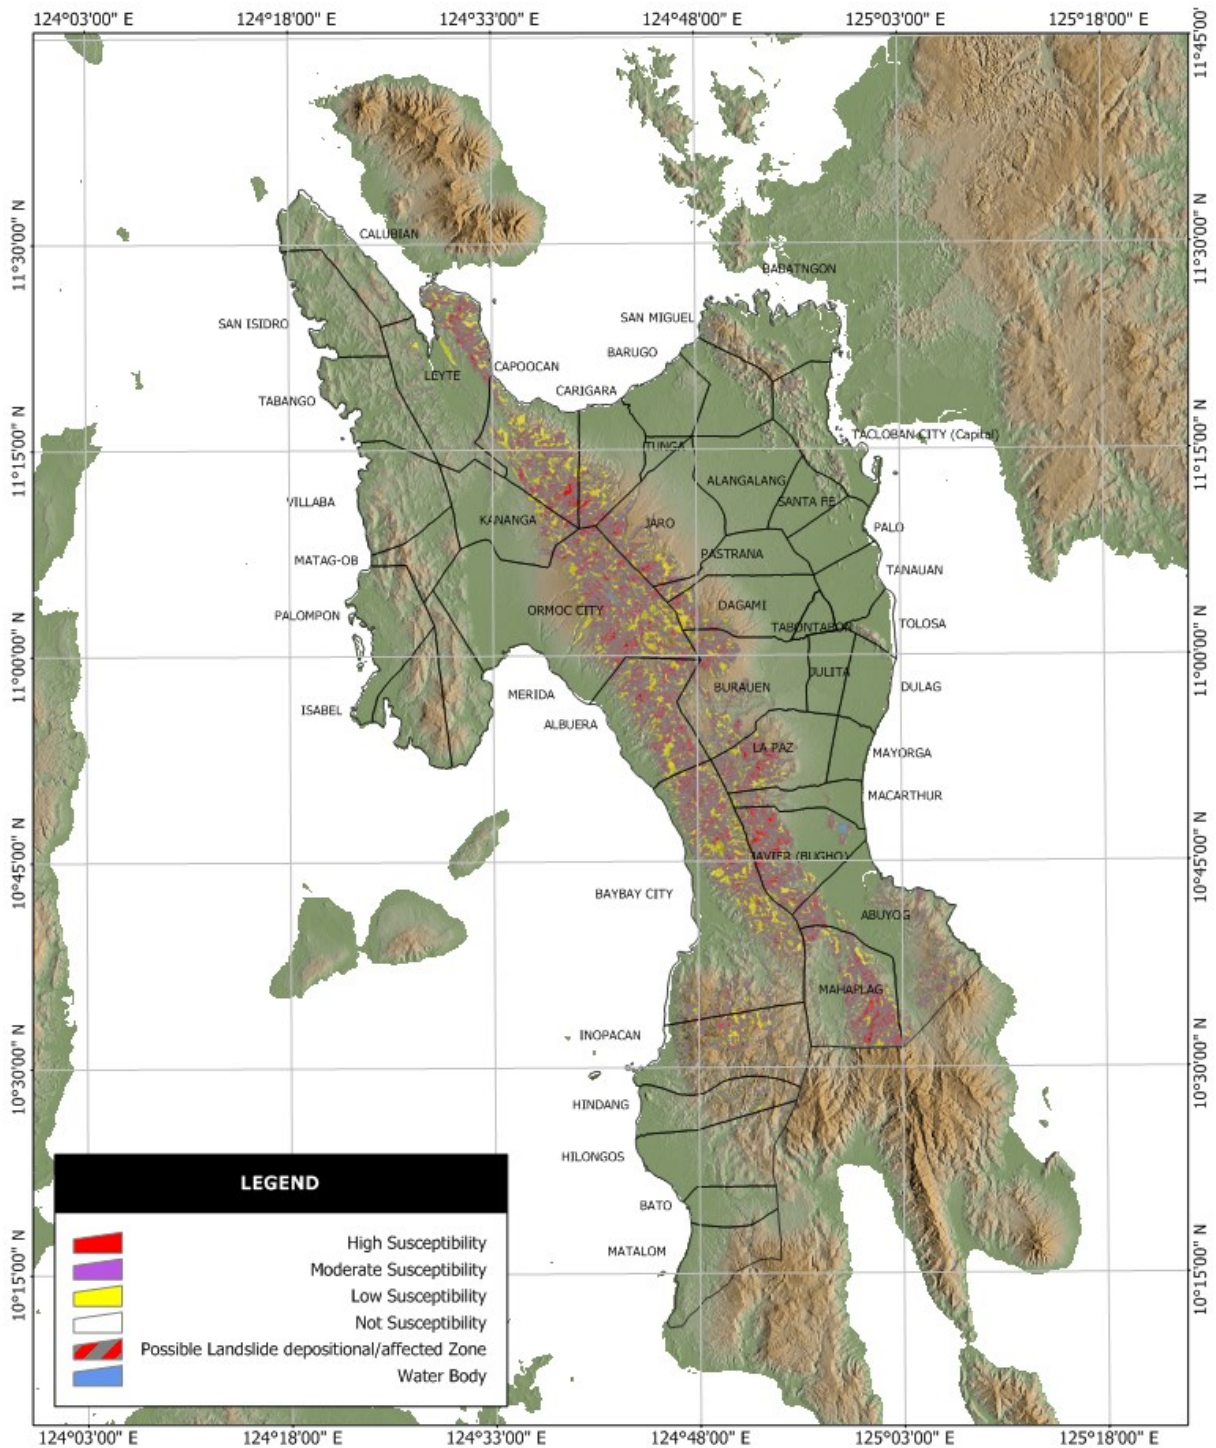 124°03'00" E 124°18'00" E 124°33'00" E 124°48'00" E 125°03'00" E 125°18'00" E
11°45'00'
11°30'00" N
11°30'00" N
CALUBIAN
BABATNGON
SAN ISIDRO
SAN MIGUEL
BARUGO
CAPOOCAN
LEYTE
CARIGARA
TABANGO
TACLOBAN CITY (Capital)
TUNGA
11°15'00" N
11°15'00" N
ALANGALANG
VILLABA
SANTA FE
KANANGA
JARO
PALO
PASTRANA
MATAG-OB
TANAUAN
DAGAMI
ORMOC CITY
PALOMPON
TABONTABON
TOLOSA
11°00'00" N
11°00'00" N
JULITA
BURAUEN
DULAG
MERIDA
ISABEL
ALBUERA
LA PAZ
MAYORGA
MACARTHUR
10°45'00" N
10°45'00" N
JAVIER (BUGHO)
BAYBAY CITY
ABUYOG
MAHAPLAG
INOPACAN
10°30'00" N
10°30'00" N
HINDANG
HILONGOS
BATO
MATALOM
10°15'00" N
10°15'00" N
LEGEND
High Susceptibility
Moderate Susceptibility
Low Susceptibility
Not Susceptibility
Possible Landslide depositional/affected Zone
Water Body
124°03'00" E 124°18'00" E 124°33'00" E 124°48'00" E 125°03'00" E 125°18'00" E